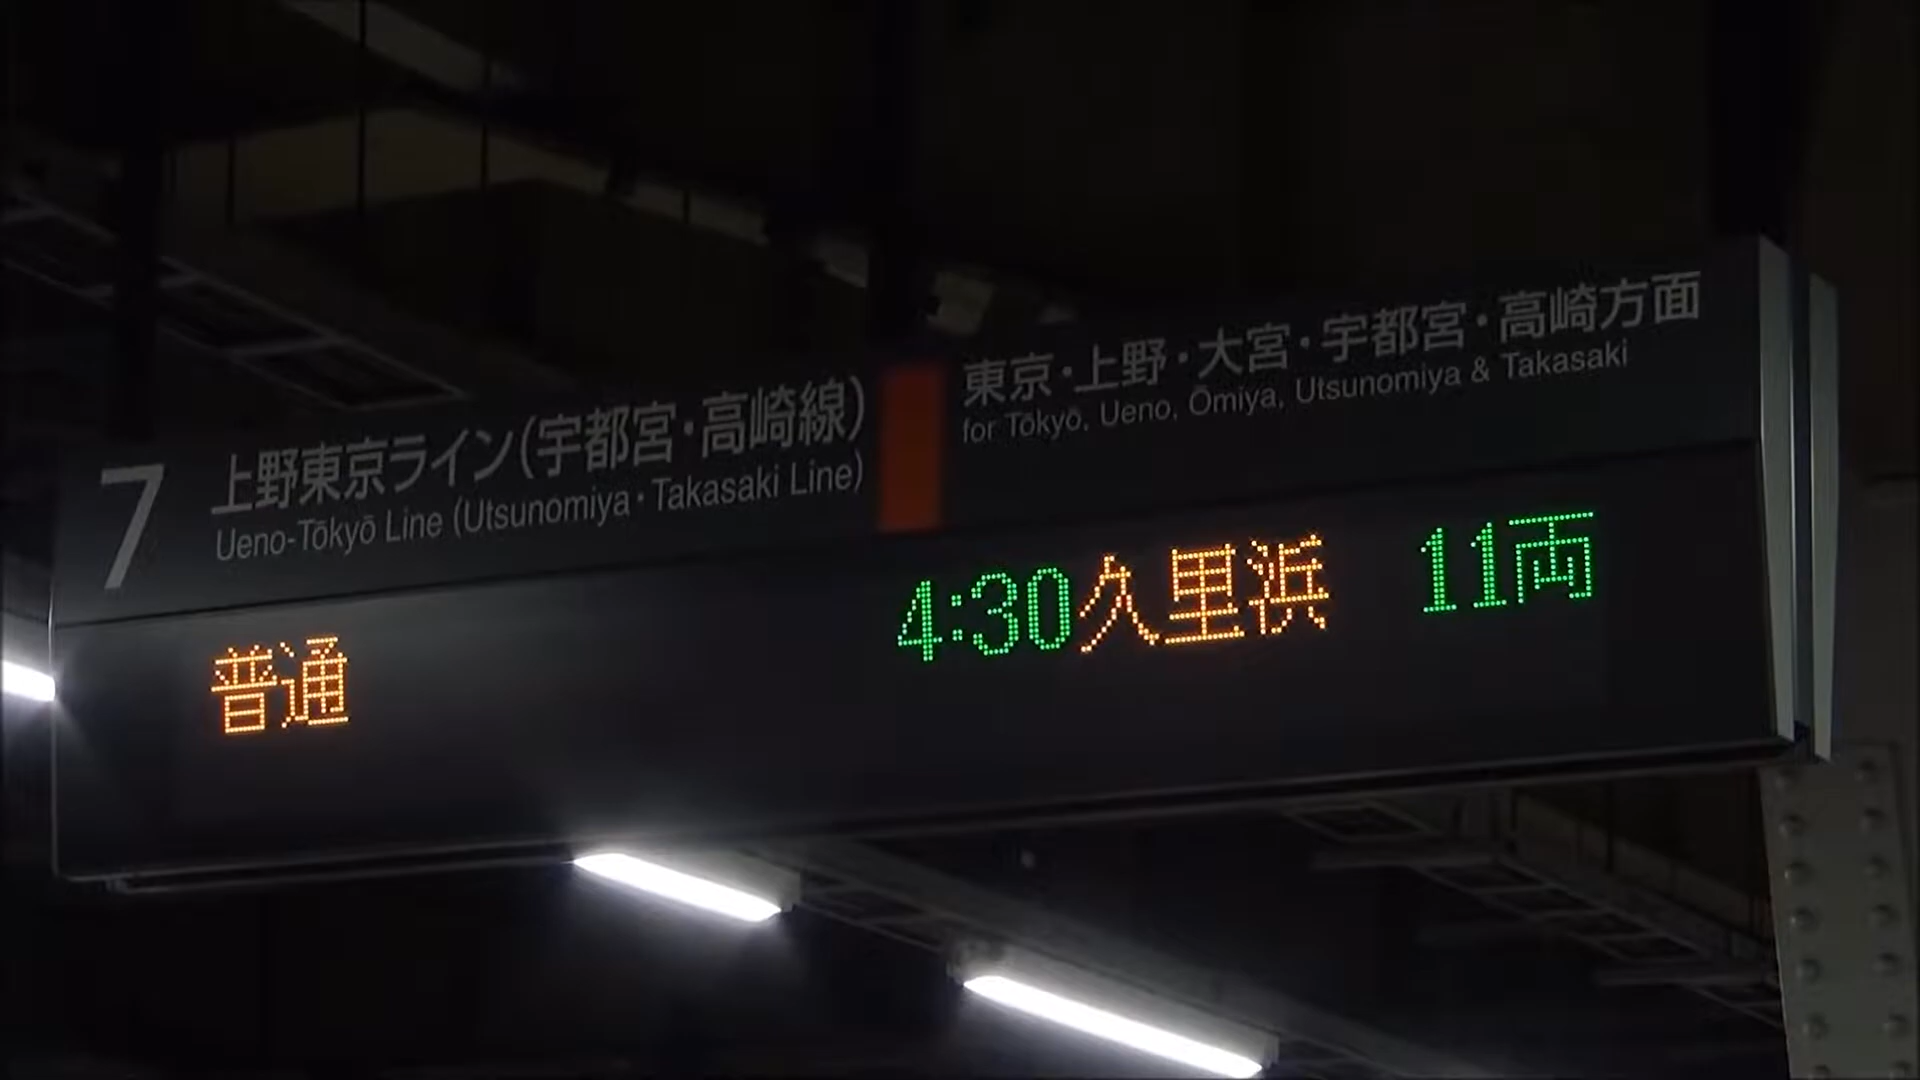 7
上野東京ライン(宇都宮・高崎線)
Ueno-Tōkyō Line (Utsunomiya・Takasaki Line)
東京・上野・大宮・宇都宮・高崎方面
for Tōkyō, Ueno, Ōmiya, Utsunomiya & Takasaki
普通 4:30 久里浜 11両